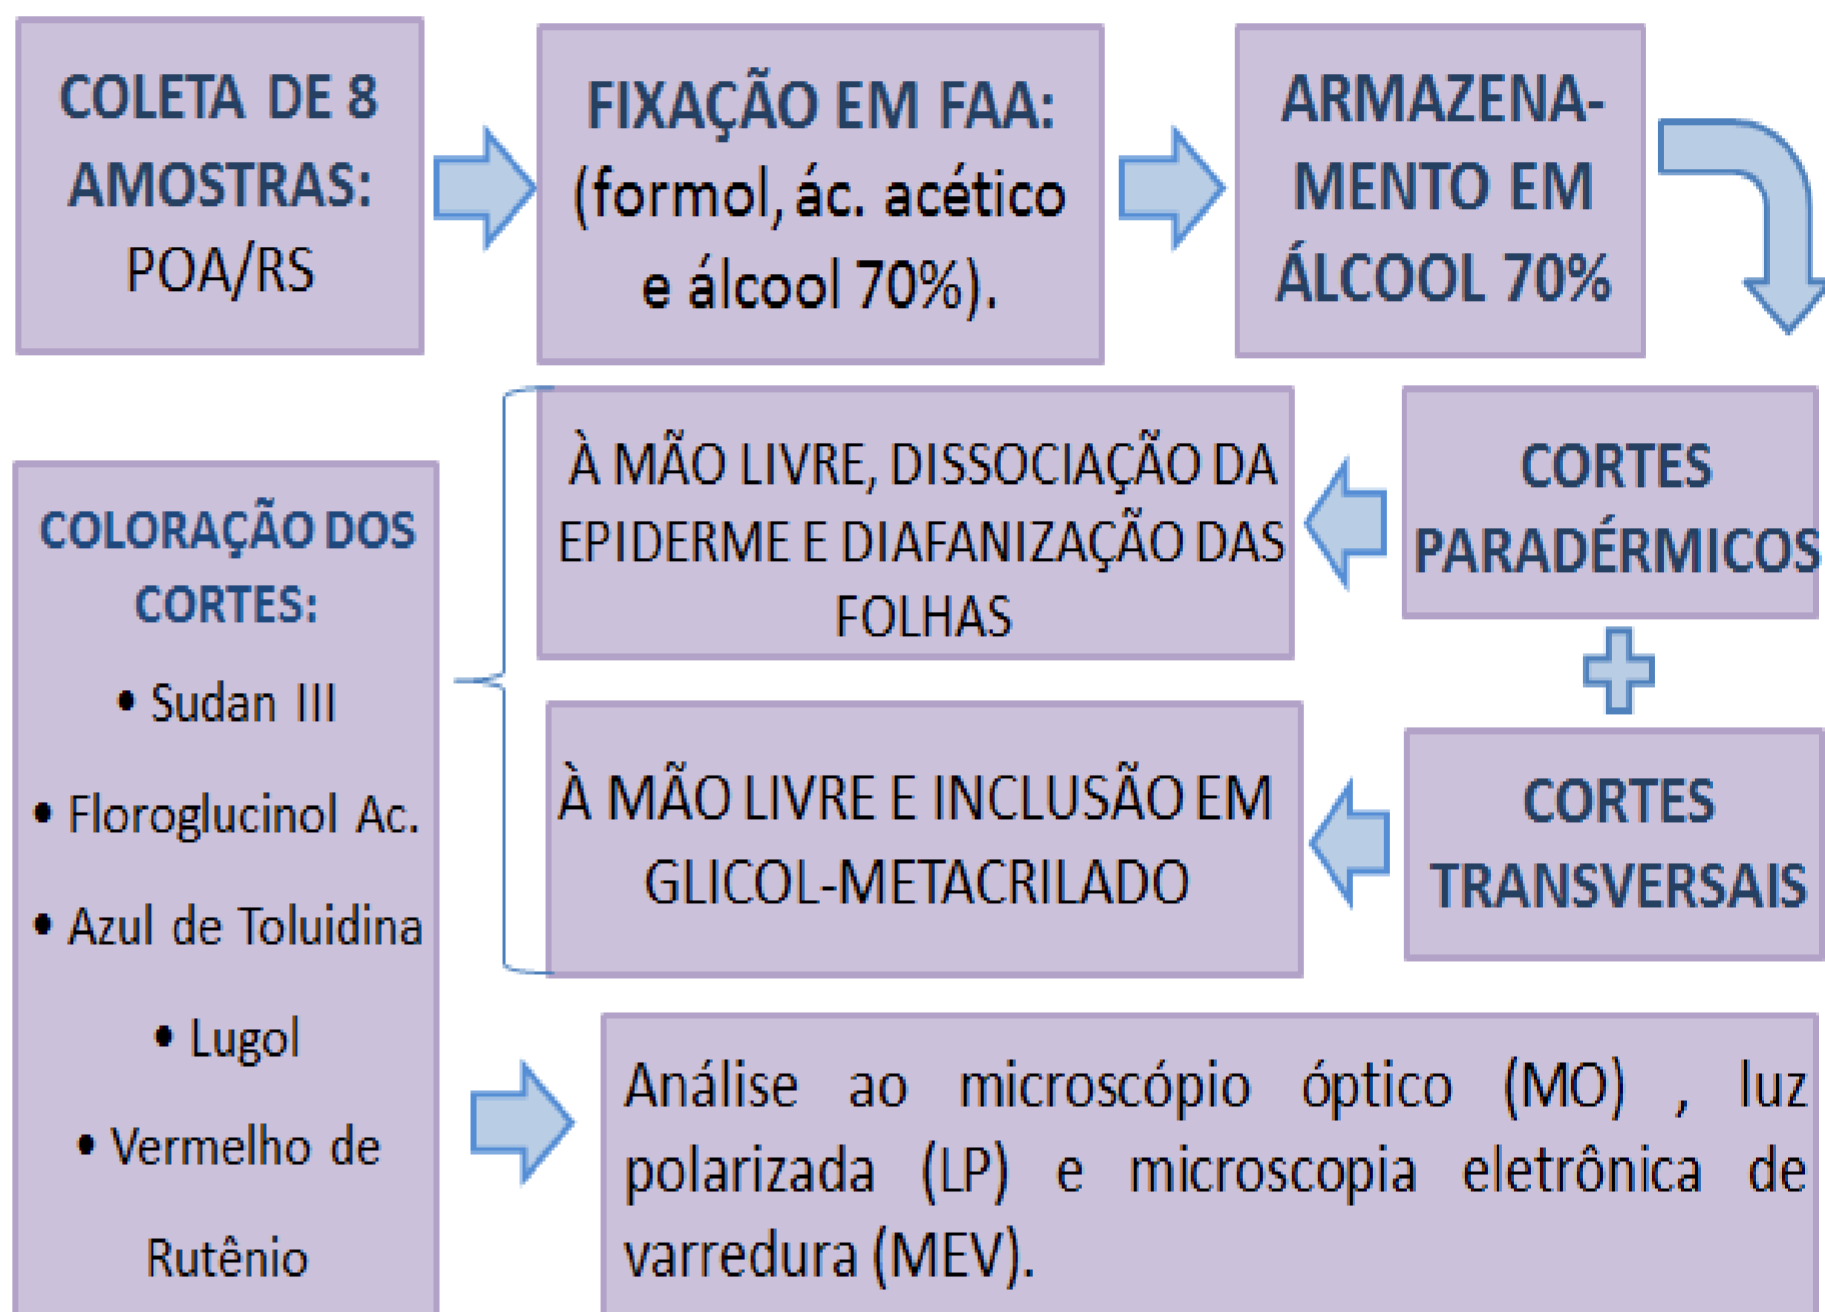 COLETA DE 8
AMOSTRAS:
POA/RS
FIXAÇÃO EM FAA:
(formol, ác. acético
e álcool 70%).
ARMAZENA-
MENTO EM
ÁLCOOL 70%
CORTES
PARADÉRMICOS
À MÃO LIVRE, DISSOCIAÇÃO DA
EPIDERME E DIAFANIZAÇÃO DAS
FOLHAS
CORTES
TRANSVERSAIS
À MÃO LIVRE E INCLUSÃO EM
GLICOL-METACRILADO
COLORAÇÃO DOS
CORTES:
• Sudan III
• Floroglucinol Ac.
• Azul de Toluidina
• Lugol
• Vermelho de
Rutênio
Análise ao microscópio óptico (MO) , luz
polarizada (LP) e microscopia eletrônica de
varredura (MEV).